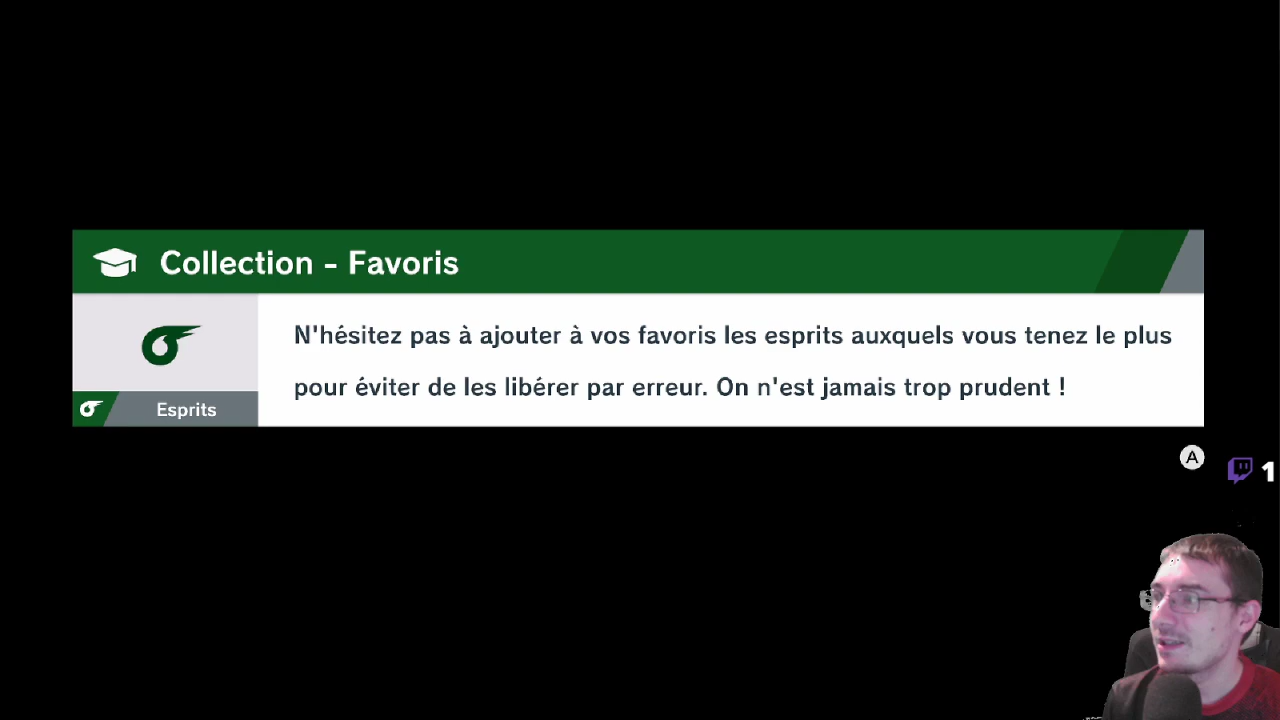 Collection - Favoris
N'hésitez pas à ajouter à vos favoris les esprits auxquels vous tenez le plus
pour éviter de les libérer par erreur. On n'est jamais trop prudent !
Esprits
A
1